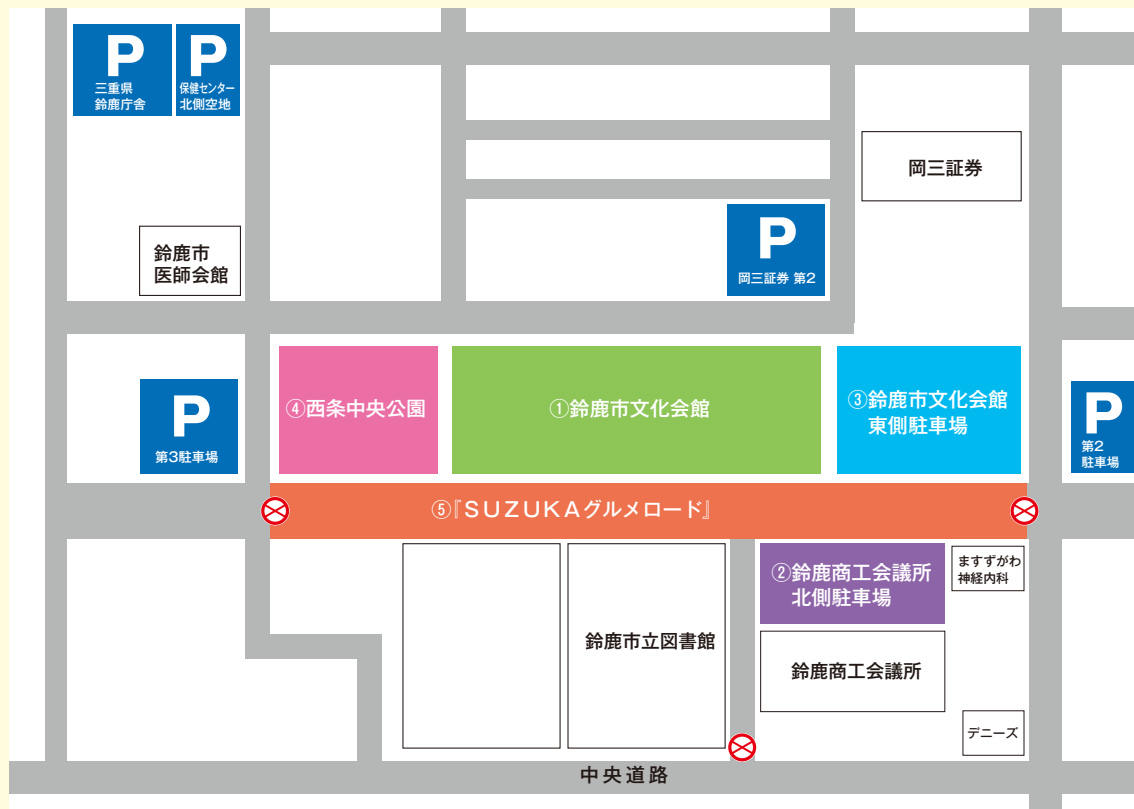 P
三重県
鈴鹿庁舎
P
保健センター
北側空地
岡三証券
鈴鹿市
医師会館
P
岡三証券 第2
P
第3駐車場
④西条中央公園
①鈴鹿市文化会館
③鈴鹿市文化会館
東側駐車場
P
第2
駐車場
⑤『SUZUKAグルメロード』
②鈴鹿商工会議所
北側駐車場
ますずがわ
神経内科
鈴鹿市立図書館
鈴鹿商工会議所
デニーズ
中央道路